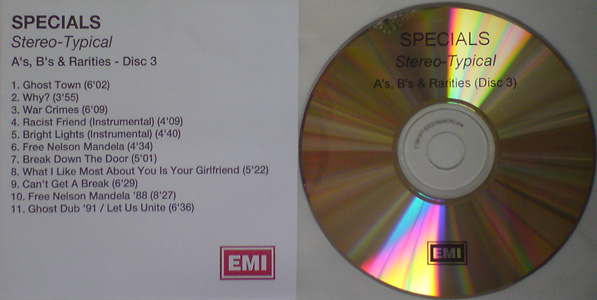 SPECIALS
Stereo-Typical
A's, B's & Rarities - Disc 3
1. Ghost Town (6'02)
2. Why? (3'55)
3. War Crimes (6'09)
4. Racist Friend (Instrumental) (4'09)
5. Bright Lights (Instrumental) (4'40)
6. Free Nelson Mandela (4'34)
7. Break Down The Door (5'01)
8. What I Like Most About You Is Your Girlfriend (5'22)
9. Can't Get A Break (6'29)
10. Free Nelson Mandela '88 (8'27)
11. Ghost Dub '91 / Let Us Unite (6'36)
EMI
SPECIALS
Stereo-Typical
A's, B's & Rarities (Disc 3)
EMI